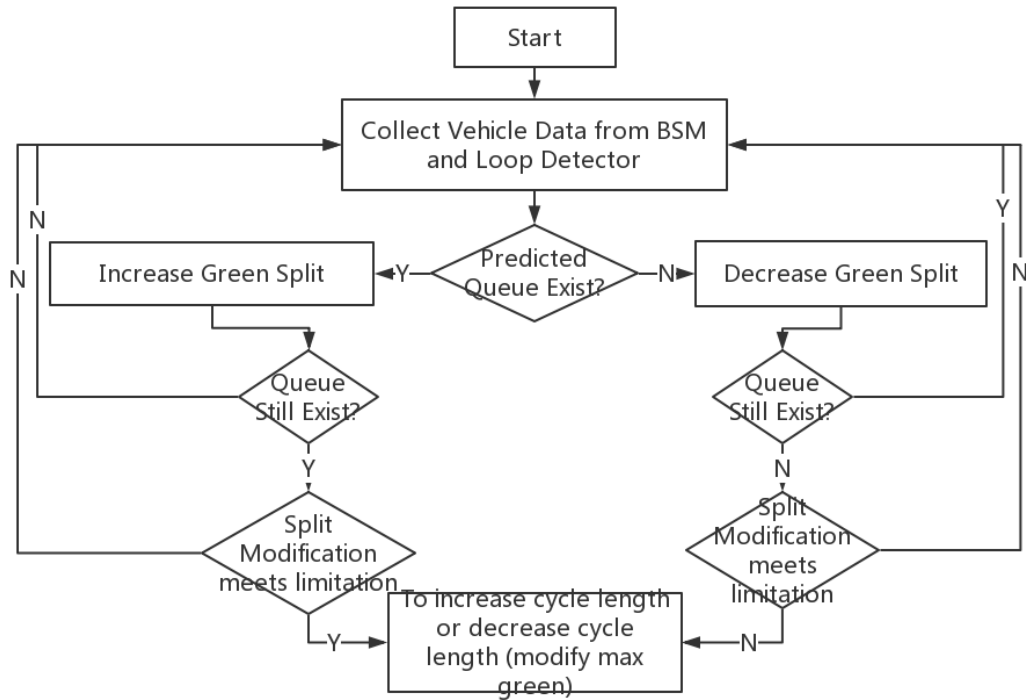 Start
Collect Vehicle Data from BSM
and Loop Detector
N
N
Y
N
Increase Green Split
Y
Predicted
Queue Exist?
N
Decrease Green Split
Queue
Still Exist?
Queue
Still Exist?
Y
N
Split
Modification
meets limitation
Split
Modification
meets
limitation
To increase cycle length
or decrease cycle
length (modify max
green)
Y
N